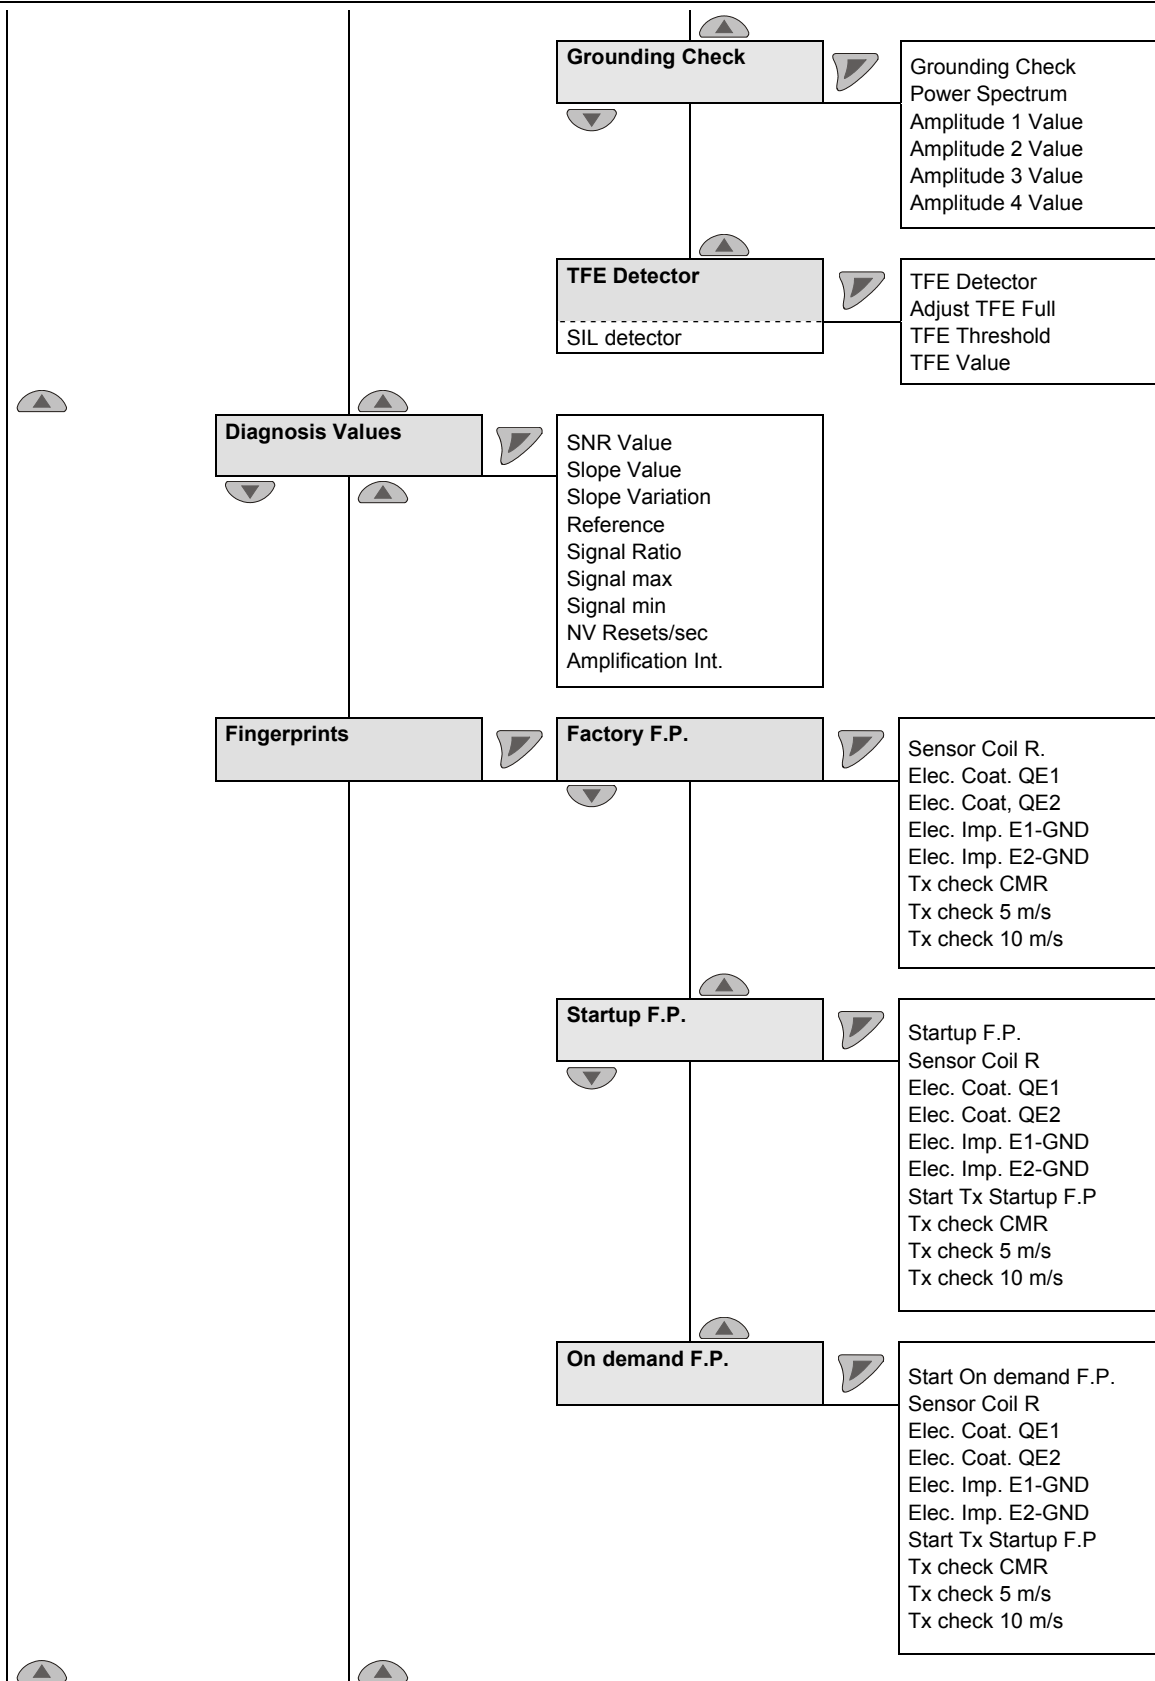 Grounding Check
Grounding Check
Power Spectrum
Amplitude 1 Value
Amplitude 2 Value
Amplitude 3 Value
Amplitude 4 Value
TFE Detector
SIL detector
TFE Detector
Adjust TFE Full
TFE Threshold
TFE Value
Diagnosis Values
SNR Value
Slope Value
Slope Variation
Reference
Signal Ratio
Signal max
Signal min
NV Resets/sec
Amplification Int.
Fingerprints
Factory F.P.
Sensor Coil R.
Elec. Coat. QE1
Elec. Coat, QE2
Elec. Imp. E1-GND
Elec. Imp. E2-GND
Tx check CMR
Tx check 5 m/s
Tx check 10 m/s
Startup F.P.
Startup F.P.
Sensor Coil R
Elec. Coat. QE1
Elec. Coat. QE2
Elec. Imp. E1-GND
Elec. Imp. E2-GND
Start Tx Startup F.P
Tx check CMR
Tx check 5 m/s
Tx check 10 m/s
On demand F.P.
Start On demand F.P.
Sensor Coil R
Elec. Coat. QE1
Elec. Coat. QE2
Elec. Imp. E1-GND
Elec. Imp. E2-GND
Start Tx Startup F.P
Tx check CMR
Tx check 5 m/s
Tx check 10 m/s